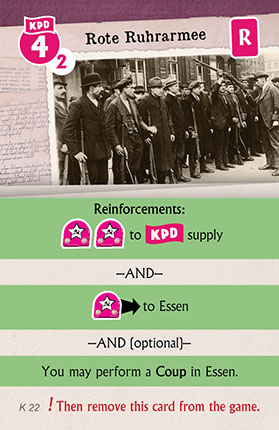 KPD
4
2
Rote Ruhrarmee
R
Reinforcements:
to KPD supply
—AND—
to Essen
—AND (optional)—
You may perform a Coup in Essen.
K 22 ! Then remove this card from the game.